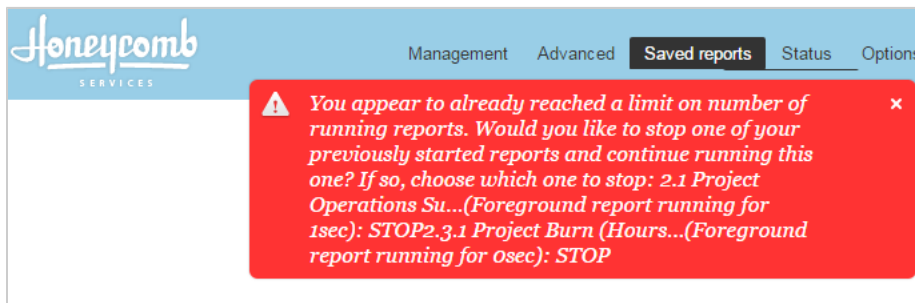 Honeycomb
SERVICES
Management Advanced Saved reports Status Options
You appear to already reached a limit on number of
running reports. Would you like to stop one of your
previously started reports and continue running this
one? If so, choose which one to stop: 2.1 Project
Operations Su...(Foreground report running for
1sec): STOP2.3.1 Project Burn (Hours...(Foreground
report running for 0sec): STOP